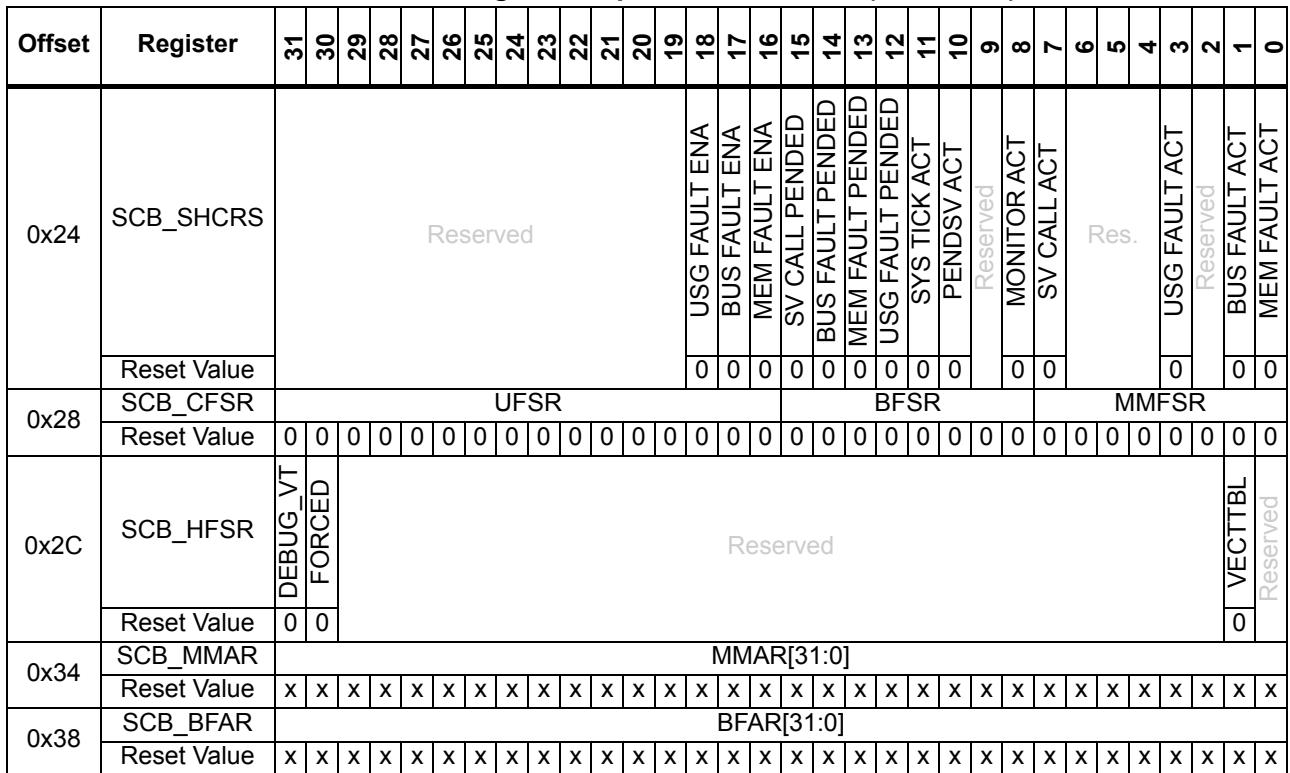 Offset Register 31 30 29 28 27 26 25 24 23 22 21 20 19 18 17 16 15 14 13 12 11 10 9 8 7 6 5 4 3 2 1 0
0x24 SCB_SHCRS Reserved USG FAULT ENA BUS FAULT ENA MEM FAULT ENA SV CALL PENDED BUS FAULT PENDED MEM FAULT PENDED USG FAULT PENDED SYS TICK ACT PENDSV ACT Reserved MONITOR ACT SV CALL ACT Res. USG FAULT ACT Reserved BUS FAULT ACT MEM FAULT ACT
Reset Value 0 0 0 0 0 0 0 0 0 0 0 0 0 0
0x28 SCB_CFSR UFSR BFSR MMFSR
Reset Value 0 0 0 0 0 0 0 0 0 0 0 0 0 0 0 0 0 0 0 0 0 0 0 0 0 0 0 0 0 0 0 0
0x2C SCB_HFSR DEBUG_VT FORCED Reserved VECTTBL Reserved
Reset Value 0 0 0
0x34 SCB_MMAR MMAR[31:0]
Reset Value x x x x x x x x x x x x x x x x x x x x x x x x x x x x x x x x
0x38 SCB_BFAR BFAR[31:0]
Reset Value x x x x x x x x x x x x x x x x x x x x x x x x x x x x x x x x